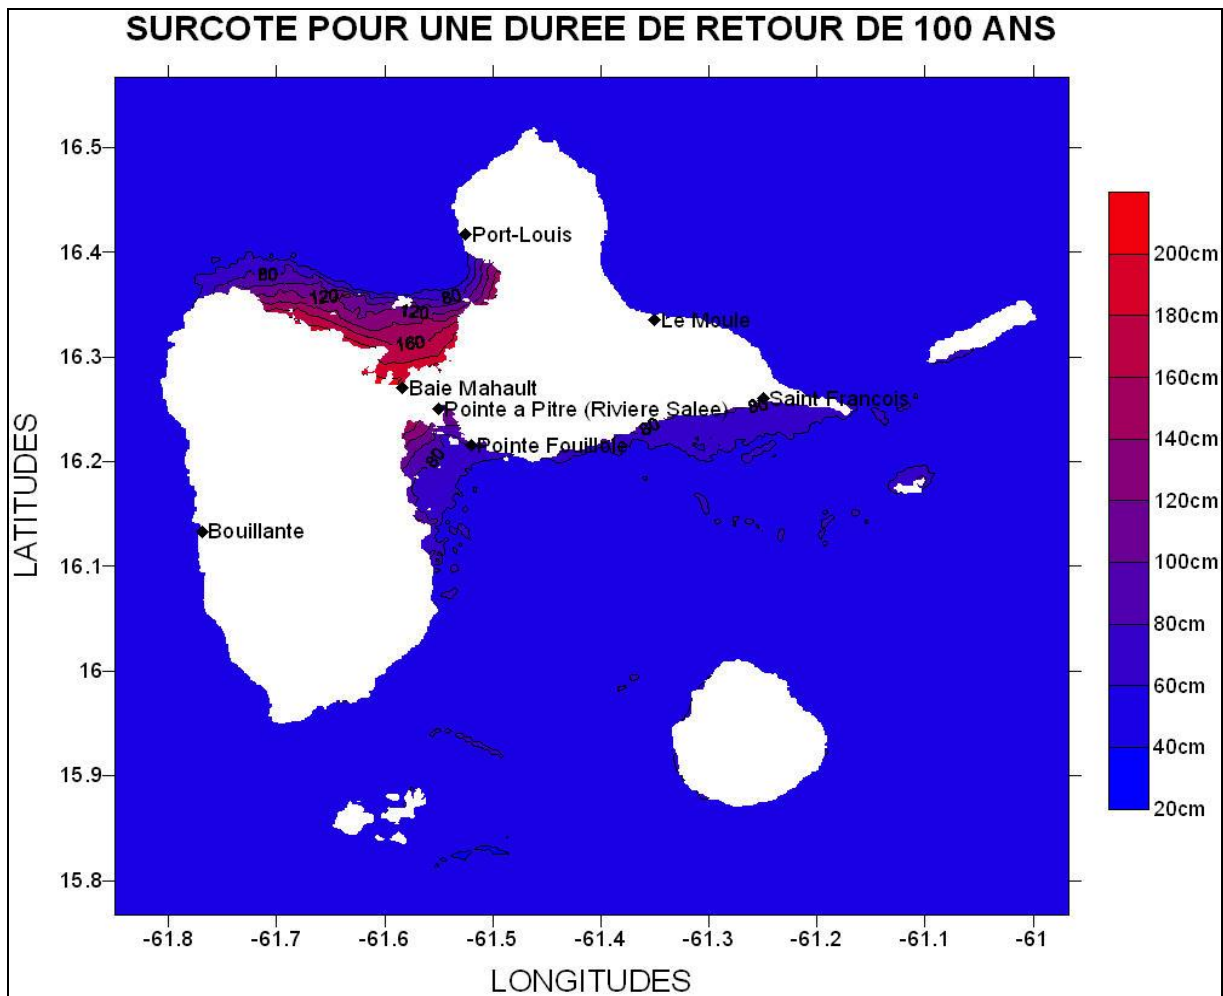 SURCOTE POUR UNE DUREE DE RETOUR DE 100 ANS
16.5
16.4
16.3
16.2
16.1
16
15.9
15.8
LATITUDES
Port-Louis
80
120
80
120
160
Le Moule
Baie Mahault
Saint François
80
Pointe a Pitre (Riviere Salee)
80
Pointe Fouillole
80
Bouillante
200cm
180cm
160cm
140cm
120cm
100cm
80cm
60cm
40cm
20cm
-61.8
-61.7
-61.6
-61.5
-61.4
-61.3
-61.2
-61.1
-61
LONGITUDES